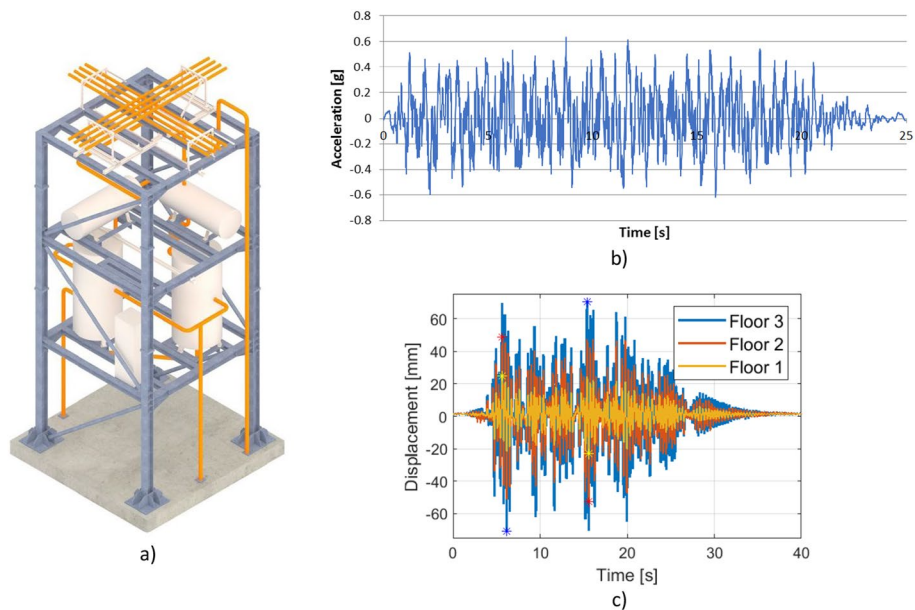 b)
0.8
0.6
0.4
0.2
0
-0.2
-0.4
-0.6
-0.8
Acceleration [g]
0 5 10 15 20 25
Time [s]
a)
60
40
20
0
-20
-40
-60
Displacement [mm]
Floor 3
Floor 2
Floor 1
0 10 20 30 40
Time [s]
c)